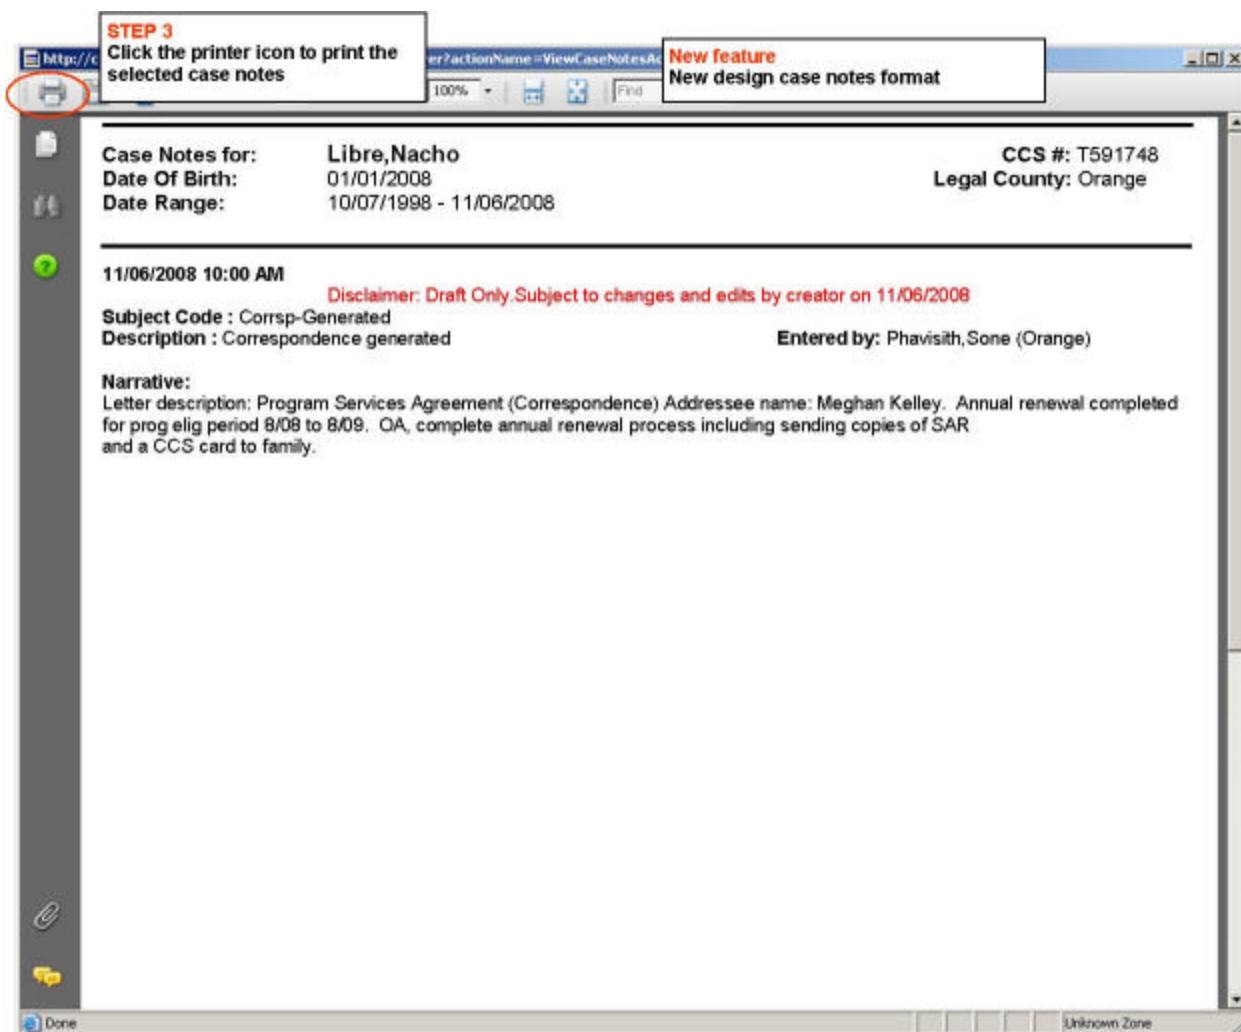 STEP 3
Click the printer icon to print the
selected case notes
New feature
New design case notes format
http://c
er?actionName=ViewCaseNotesAc
100%
Find
Case Notes for: Libre,Nacho CCS #: T591748
Date Of Birth: 01/01/2008 Legal County: Orange
Date Range: 10/07/1998 - 11/06/2008
11/06/2008 10:00 AM
Disclaimer: Draft Only.Subject to changes and edits by creator on 11/06/2008
Subject Code : Corrsp-Generated
Description : Correspondence generated Entered by: Phavisith,Sone (Orange)
Narrative:
Letter description: Program Services Agreement (Correspondence) Addressee name: Meghan Kelley. Annual renewal completed
for prog elig period 8/08 to 8/09. OA, complete annual renewal process including sending copies of SAR
and a CCS card to family.
Done Unknown Zone